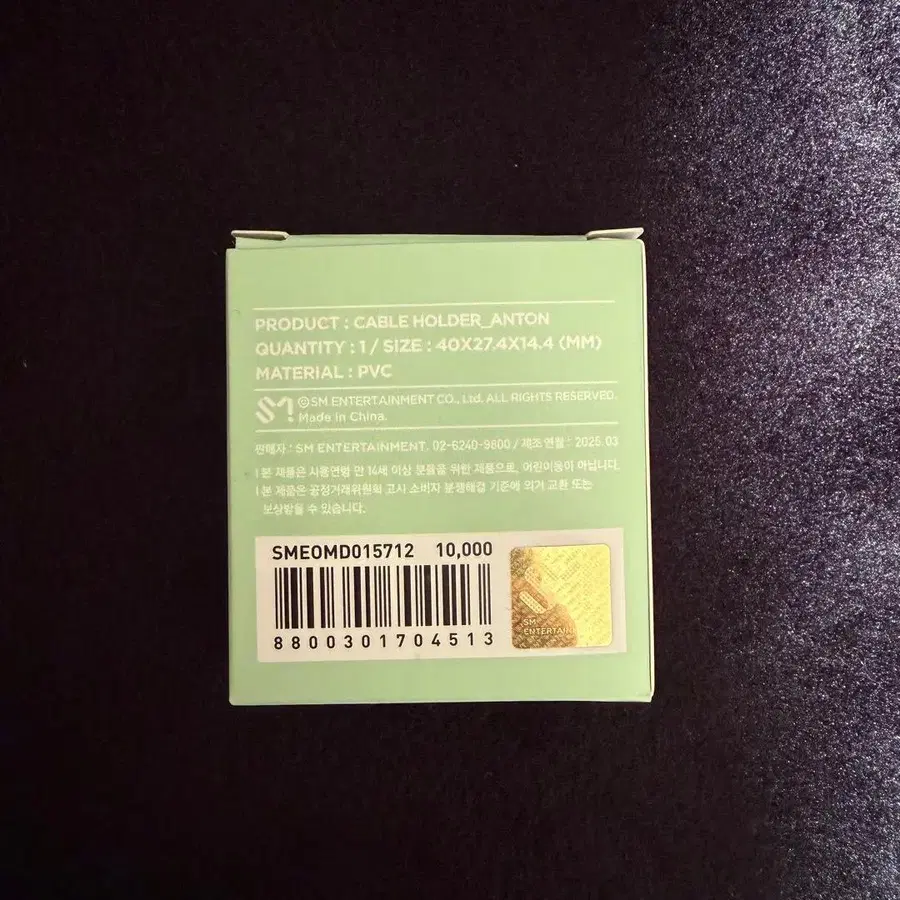 PRODUCT : CABLE HOLDER_ANTON
QUANTITY : 1 / SIZE : 40X27.4X14.4 (MM)
MATERIAL : PVC
SM ©SM ENTERTAINMENT CO., Ltd. ALL RIGHTS RESERVED.
Made in China.
판매자 : SM ENTERTAINMENT. 02-6240-9800 / 제조 연월 : 2025. 03
| 본 제품은 사용연령 만 14세 이상 분들을 위한 제품으로, 어린이용이 아닙니다.
| 본 제품은 공정거래위원회 고시 소비자 분쟁해결 기준에 의거 교환 또는
보상받을 수 있습니다.
SMEOMD015712 10,000
8800301704513
SM
ENTERTAIN